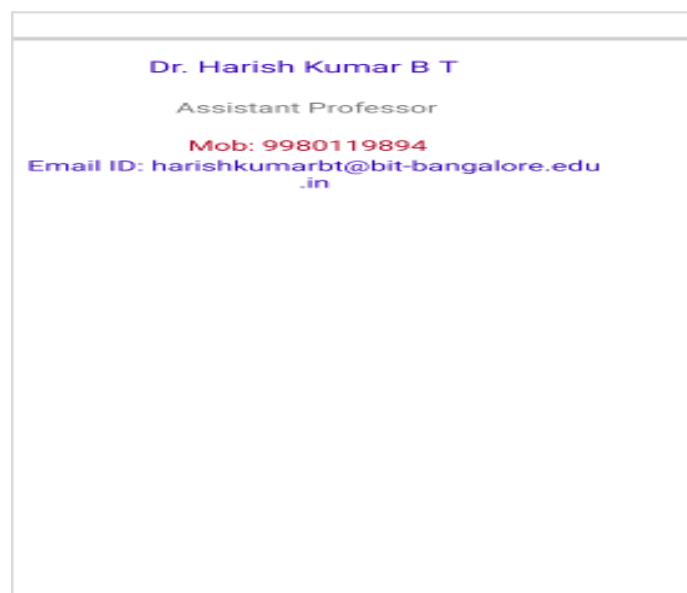 Dr. Harish Kumar B T
Assistant Professor
Mob: 9980119894
Email ID: harishkumarbt@bit-bangalore.edu
.in